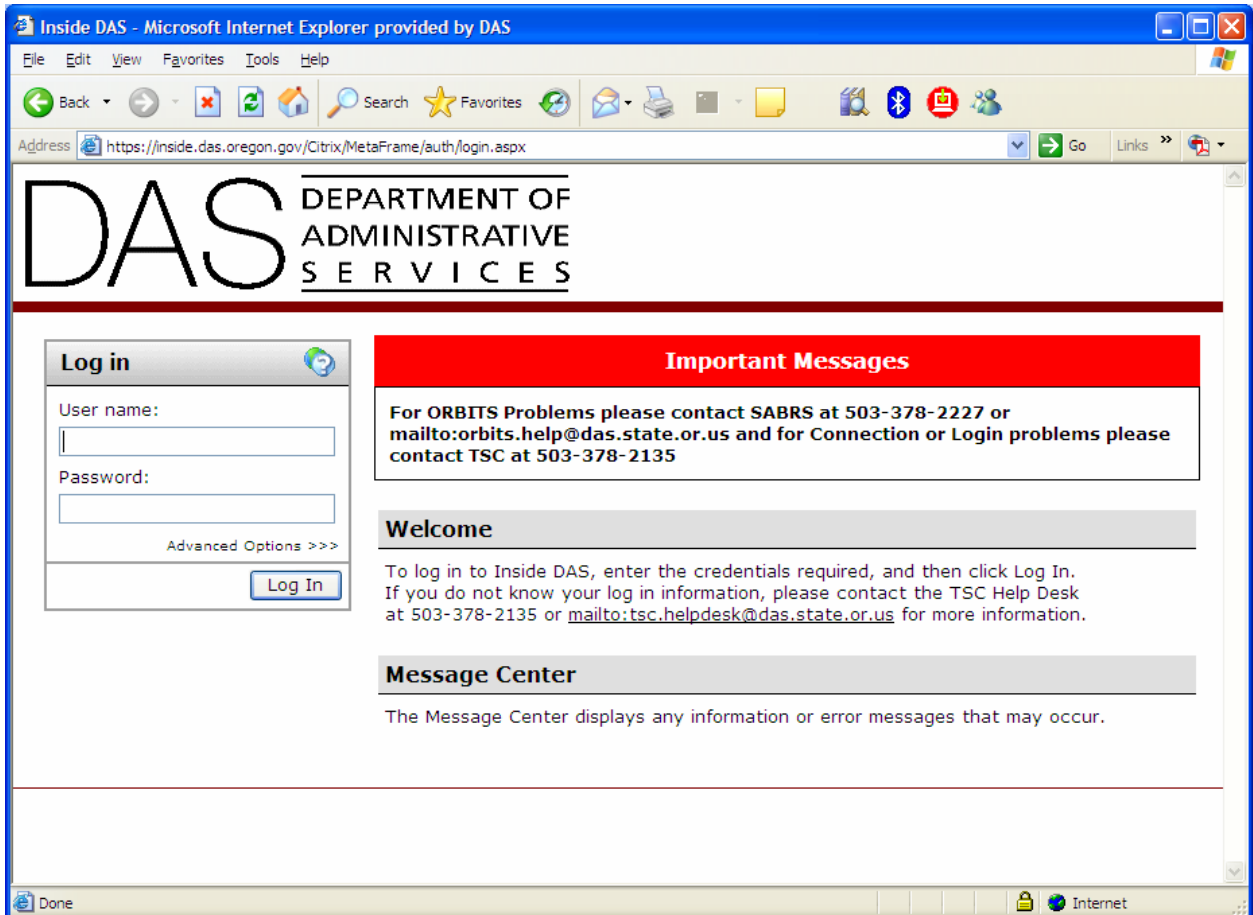 Inside DAS - Microsoft Internet Explorer provided by DAS
File Edit View Favorites Tools Help
Back Search Favorites
Address https://inside.das.oregon.gov/Citrix/MetaFrame/auth/login.aspx Go Links »
DAS DEPARTMENT OF
ADMINISTRATIVE
SERVICES
Log in
User name:
Password:
Advanced Options >>>
Log In
Important Messages
For ORBITS Problems please contact SABRS at 503-378-2227 or
mailto:orbits.help@das.state.or.us and for Connection or Login problems please
contact TSC at 503-378-2135
Welcome
To log in to Inside DAS, enter the credentials required, and then click Log In.
If you do not know your log in information, please contact the TSC Help Desk
at 503-378-2135 or mailto:tsc.helpdesk@das.state.or.us for more information.
Message Center
The Message Center displays any information or error messages that may occur.
Done Internet